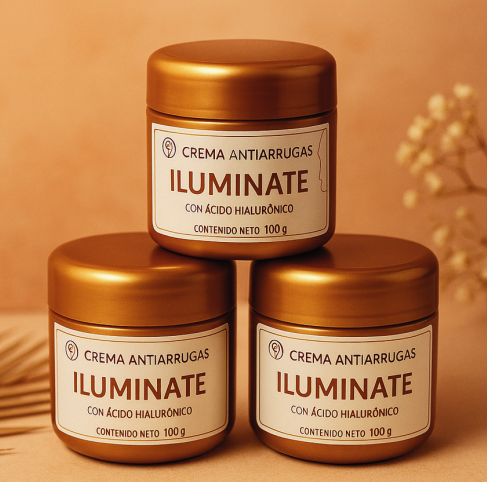 CREMA ANTIARRUGAS
ILUMINATE
CON ÁCIDO HIALURÔNICO
CONTENIDO NETO 100 g
CREMA ANTIARRUGAS
ILUMINATE
CON ÁCIDO HIALURÔNICO
CONTENIDO NETO 100 g
CREMA ANTIARRUGAS
ILUMINATE
CON ÁCIDO HIALURÔNICO
CONTENIDO NETO 100 g